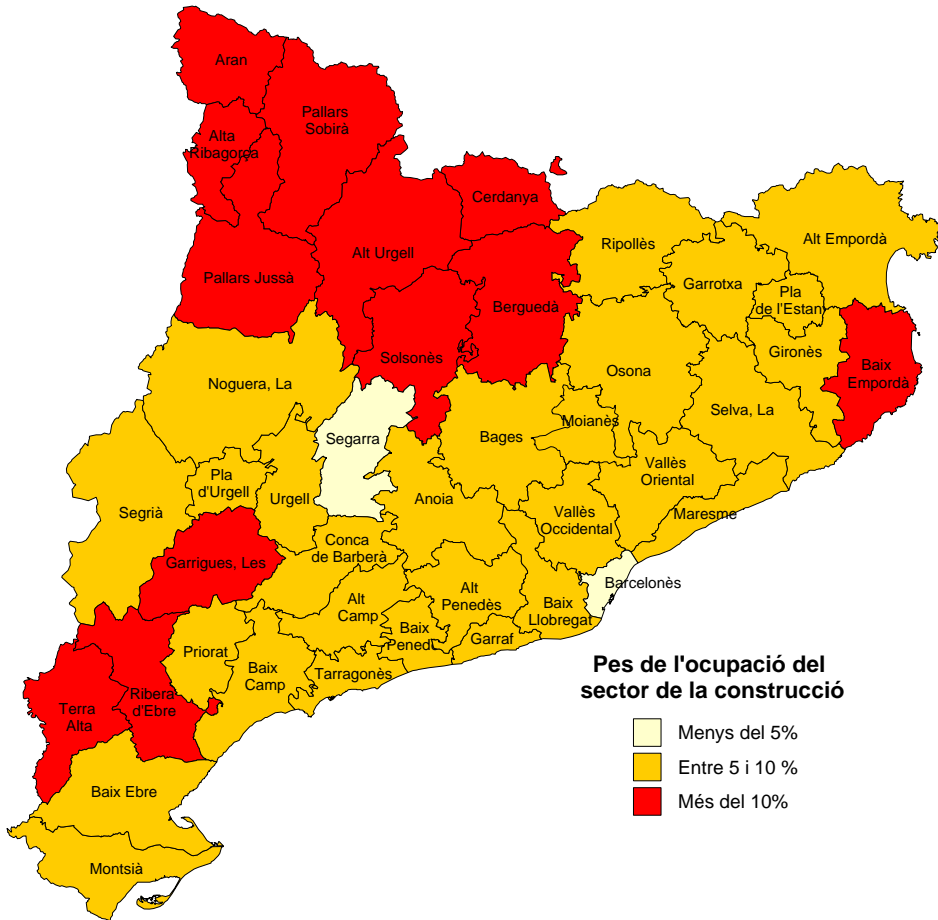 Aran
Pallars
Sobirà
Alta
Ribagorça
Cerdanya
Alt Urgell
Pallars Jussà
Ripollès
Alt Empordà
Garrotxa
Pla
de l'Estan
Berguedà
Solsonès
Gironès
Baix
Empordà
Osona
Noguera, La
Selva, La
Moianès
Bages
Segarra
Vallès
Oriental
Pla
d'Urgell
Urgell
Anoia
Segrià
Vallès
Occidental
Maresme
Conca
de Barberà
Garrigues, Les
Barcelonès
Alt
Penedès
Alt
Camp
Baix
Llobregat
Baix
Penedè
Garraf
Priorat
Baix
Camp
Tarragonès
Ribera
d'Ebre
Terra
Alta
Baix Ebre
Montsià
Pes de l'ocupació del
sector de la construcció
Menys del 5%
Entre 5 i 10 %
Més del 10%